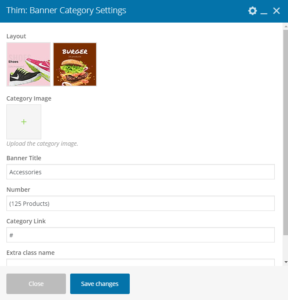 Thim: Banner Category Settings
Layout
Shoes
BURGER
Category Image
+
Upload the category image.
Banner Title
Accessories
Number
(125 Products)
Category Link
#
Extra class name
Close
Save changes